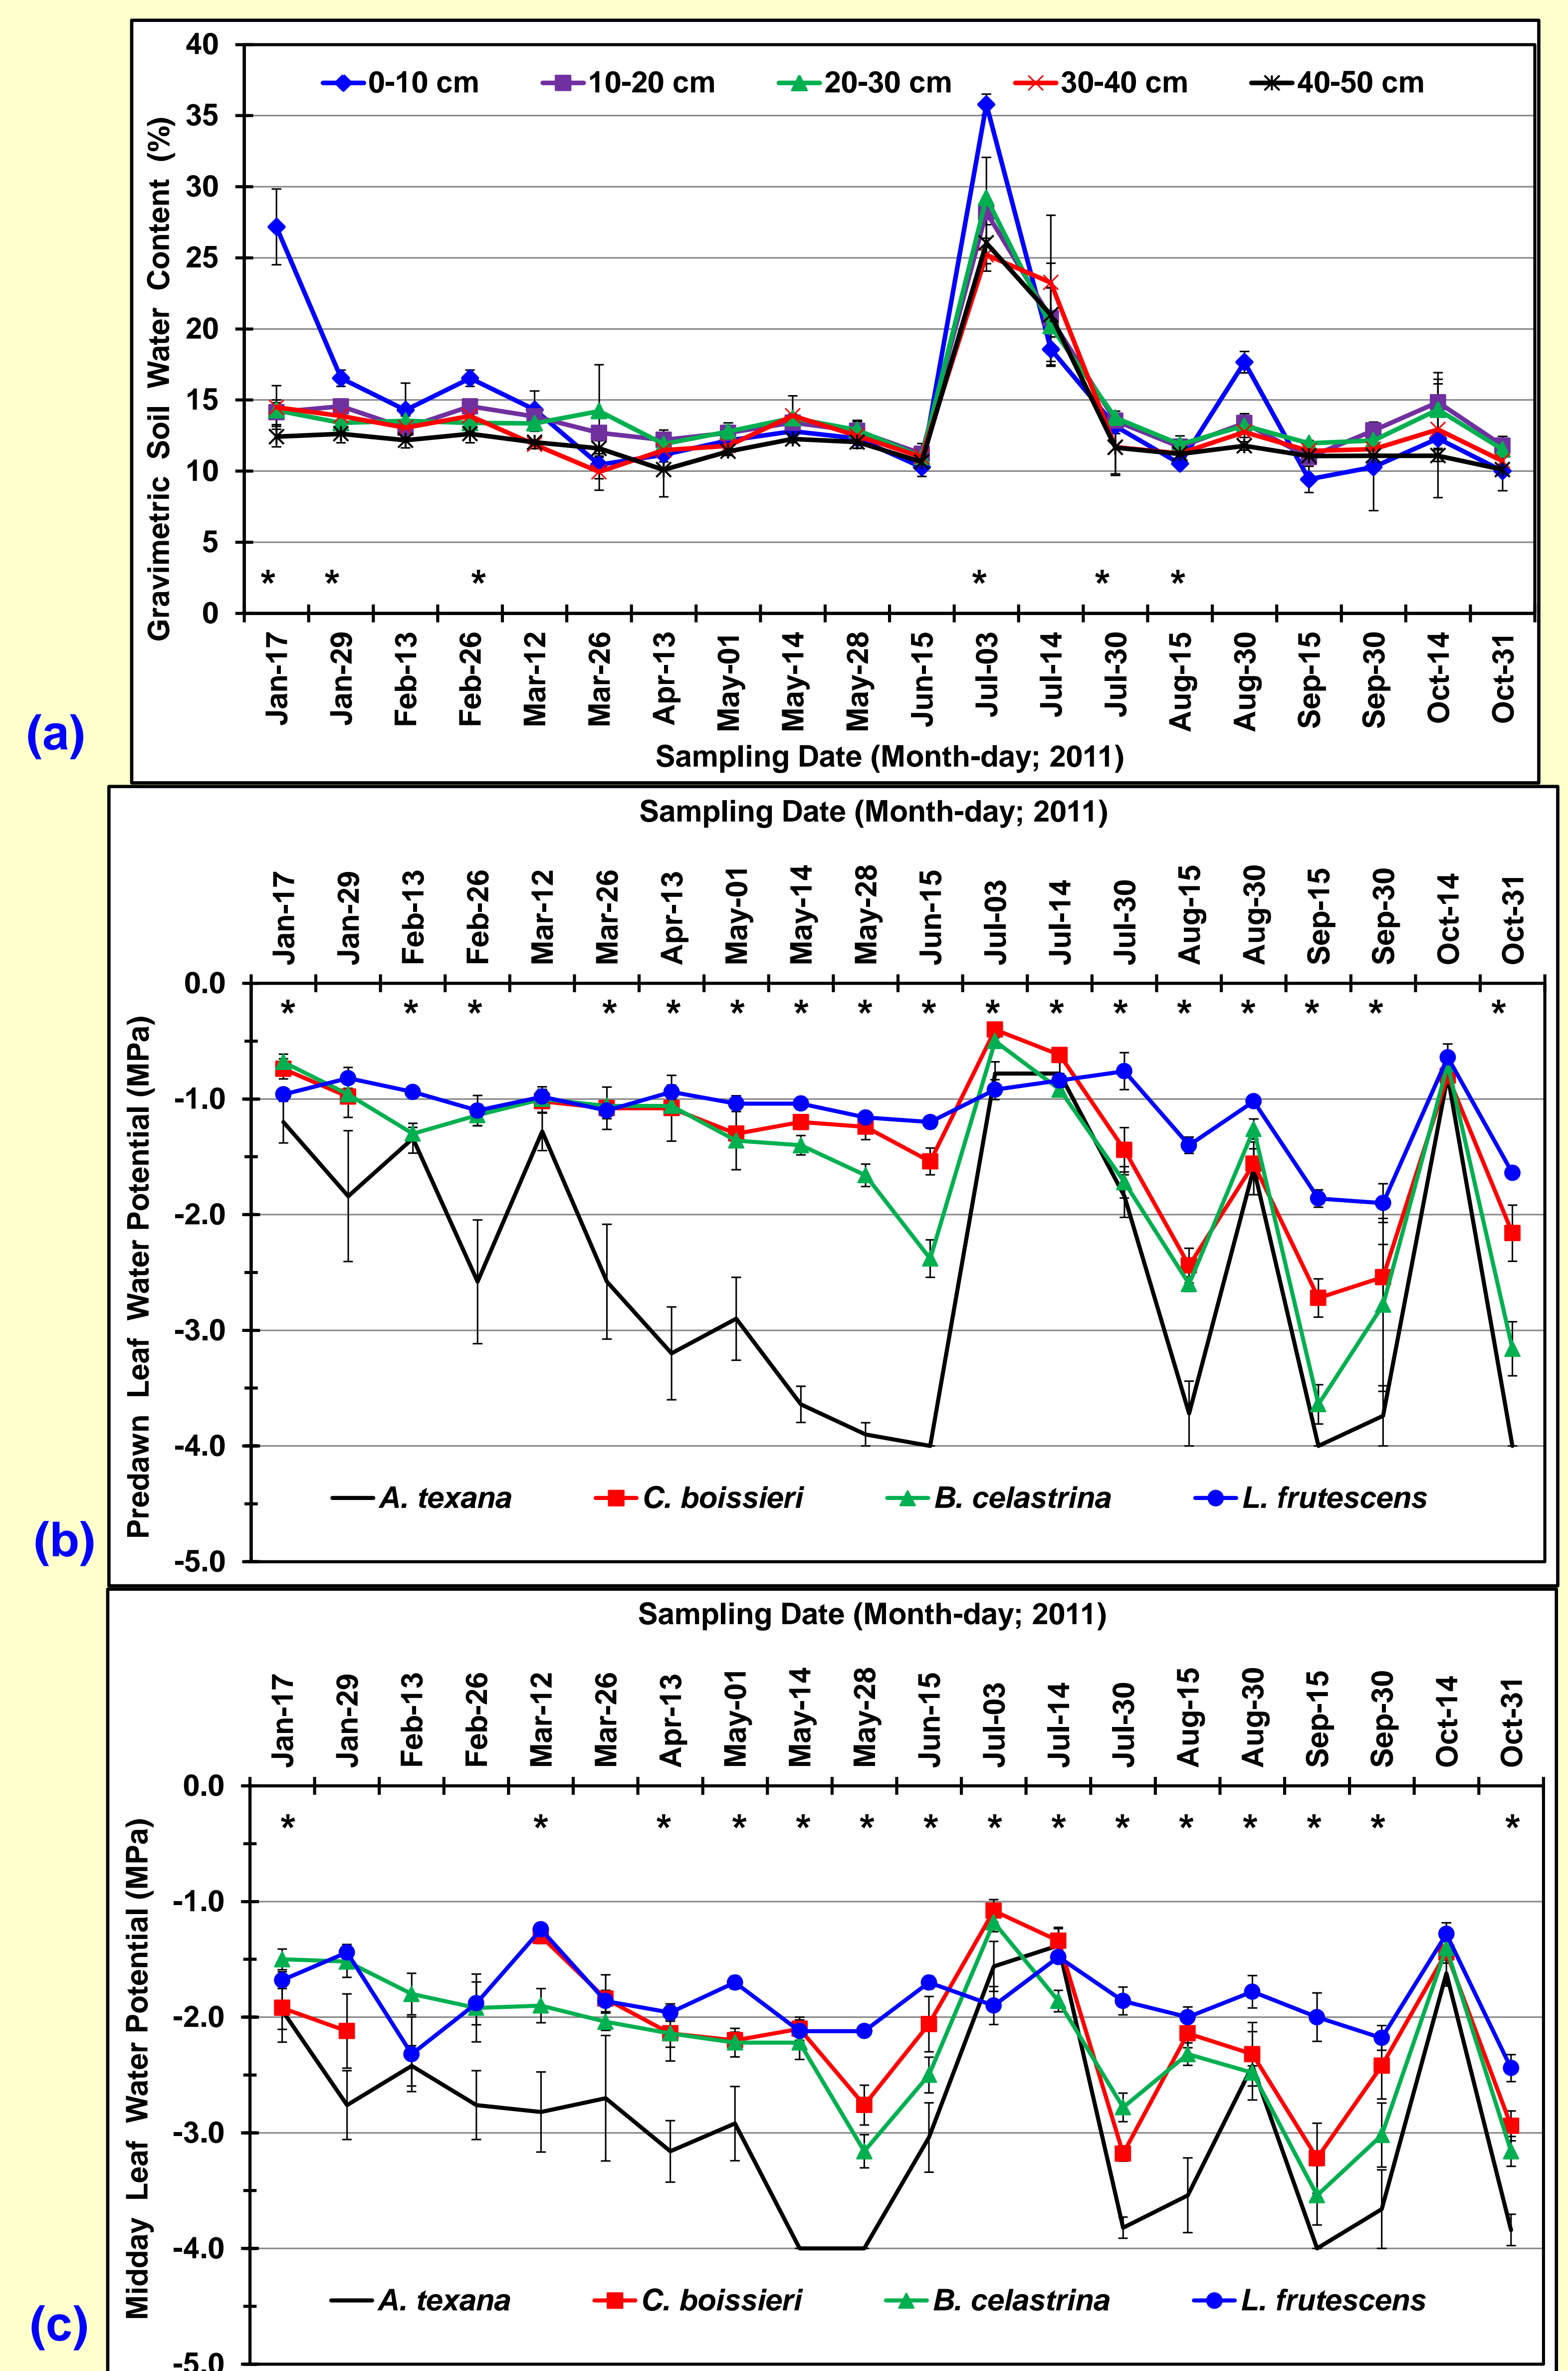 40
0-10 cm 10-20 cm 20-30 cm 30-40 cm 40-50 cm
35
30
25
20
15
10
5
* * * * * *
0
Gravimetric Soil Water Content (%)
Jan-17 Jan-29 Feb-13 Feb-26 Mar-12 Mar-26 Apr-13 May-01 May-14 May-28 Jun-15 Jul-03 Jul-14 Jul-30 Aug-15 Aug-30 Sep-15 Sep-30 Oct-14 Oct-31
(a)
Sampling Date (Month-day; 2011)
Sampling Date (Month-day; 2011)
Jan-17 Jan-29 Feb-13 Feb-26 Mar-12 Mar-26 Apr-13 May-01 May-14 May-28 Jun-15 Jul-03 Jul-14 Jul-30 Aug-15 Aug-30 Sep-15 Sep-30 Oct-14 Oct-31
0.0
* * * * * * * * * * * * * * * * * *
-1.0
-2.0
-3.0
-4.0
Predawn Leaf Water Potential (MPa)
A. texana C. boissieri B. celastrina L. frutescens
(b)
-5.0
Sampling Date (Month-day; 2011)
Jan-17 Jan-29 Feb-13 Feb-26 Mar-12 Mar-26 Apr-13 May-01 May-14 May-28 Jun-15 Jul-03 Jul-14 Jul-30 Aug-15 Aug-30 Sep-15 Sep-30 Oct-14 Oct-31
0.0
* * * * * * * * * * * * * * *
-1.0
-2.0
-3.0
-4.0
Midday Leaf Water Potential (MPa)
A. texana C. boissieri B. celastrina L. frutescens
(c)
-5.0